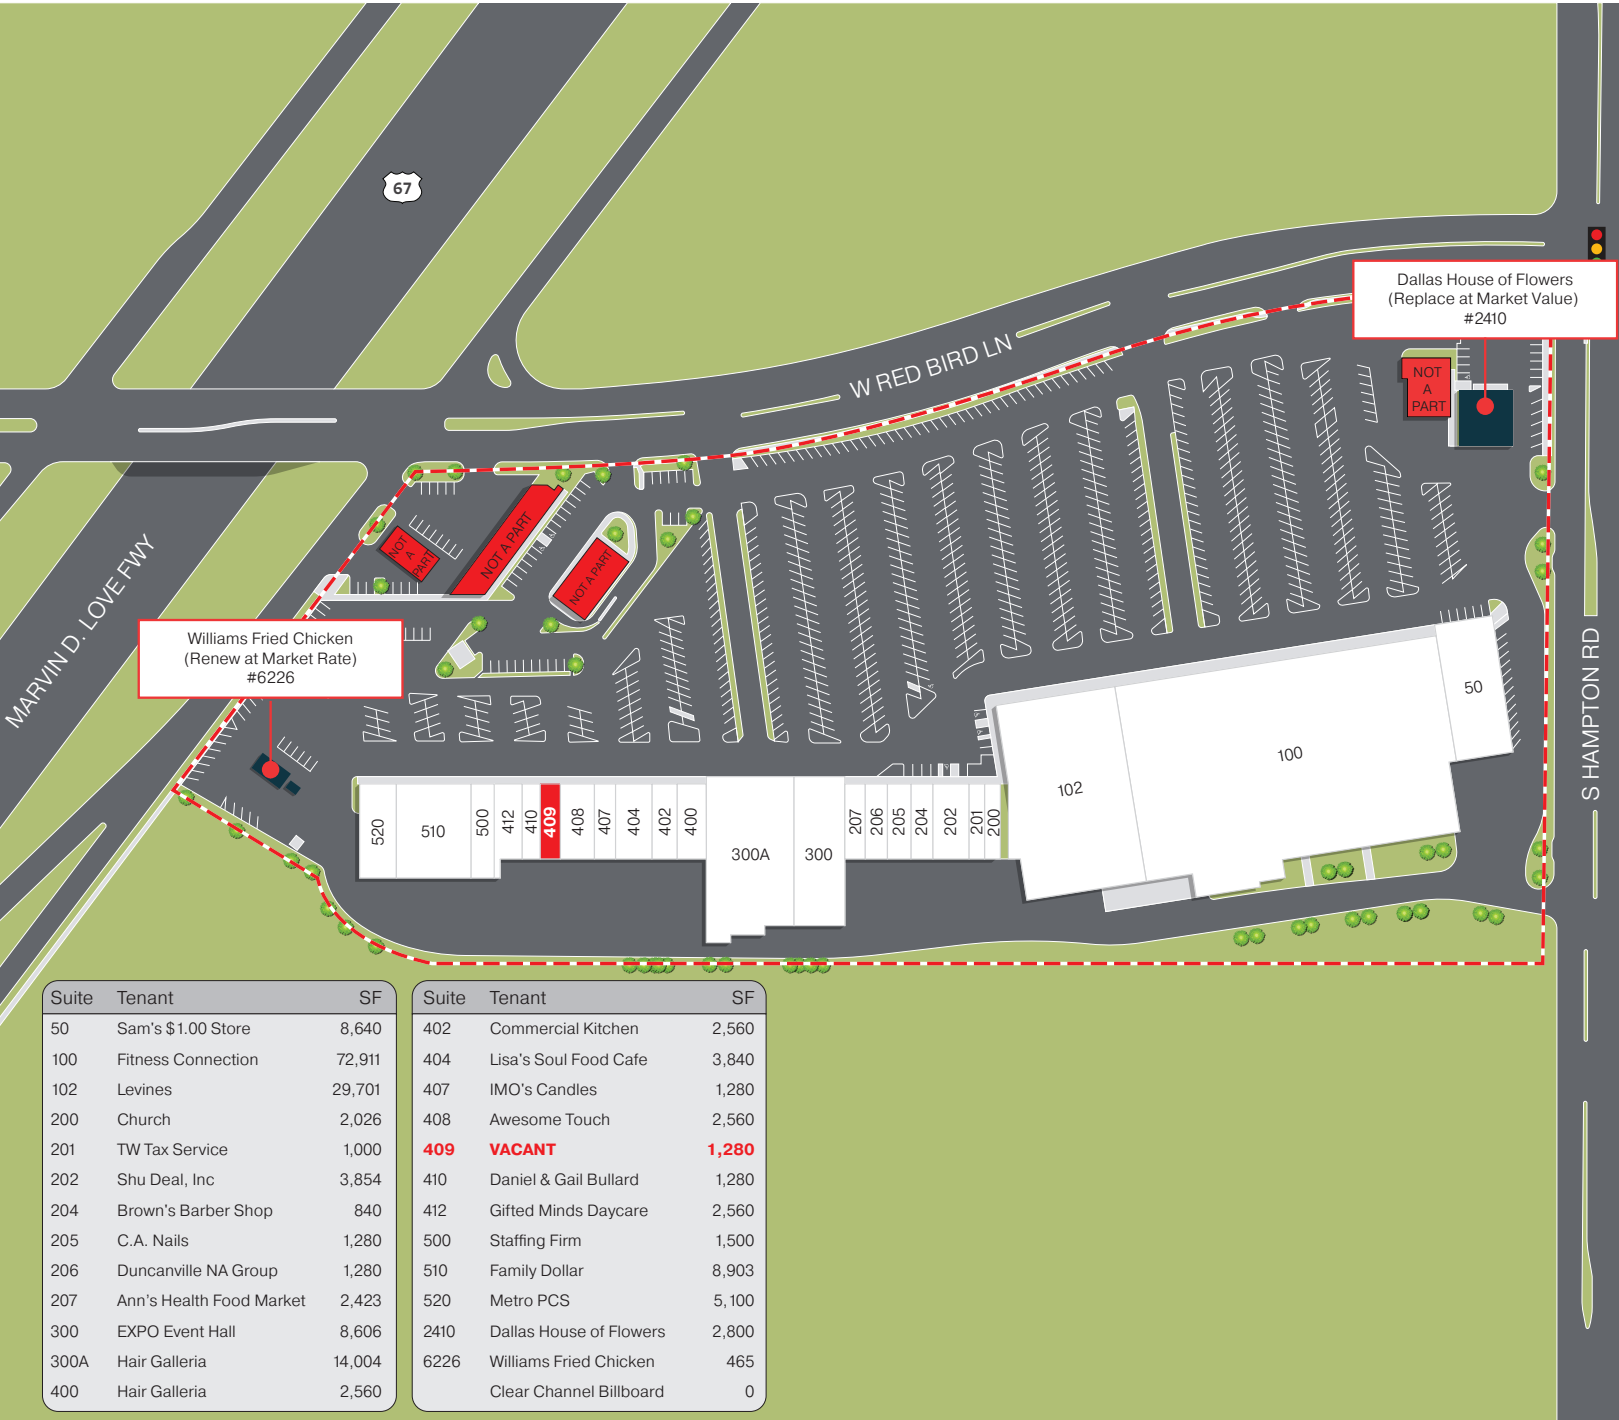 67
Dallas House of Flowers
(Replace at Market Value)
#2410
W RED BIRD LN
NOT
A
PART
NOT A PART
NOT
A
PART
NOT A PART
MARVIN D. LOVE FWY
Williams Fried Chicken
(Renew at Market Rate)
#6226
S HAMPTON RD
50
100
102
520
510
500
412
410
409
408
407
404
402
400
300A
300
207
206
205
204
202
201
200
Suite Tenant SF
50 Sam's $1.00 Store 8,640
100 Fitness Connection 72,911
102 Levines 29,701
200 Church 2,026
201 TW Tax Service 1,000
202 Shu Deal, Inc 3,854
204 Brown's Barber Shop 840
205 C.A. Nails 1,280
206 Duncanville NA Group 1,280
207 Ann's Health Food Market 2,423
300 EXPO Event Hall 8,606
300A Hair Galleria 14,004
400 Hair Galleria 2,560
Suite Tenant SF
402 Commercial Kitchen 2,560
404 Lisa's Soul Food Cafe 3,840
407 IMO's Candles 1,280
408 Awesome Touch 2,560
409 VACANT 1,280
410 Daniel & Gail Bullard 1,280
412 Gifted Minds Daycare 2,560
500 Staffing Firm 1,500
510 Family Dollar 8,903
520 Metro PCS 5,100
2410 Dallas House of Flowers 2,800
6226 Williams Fried Chicken 465
Clear Channel Billboard 0